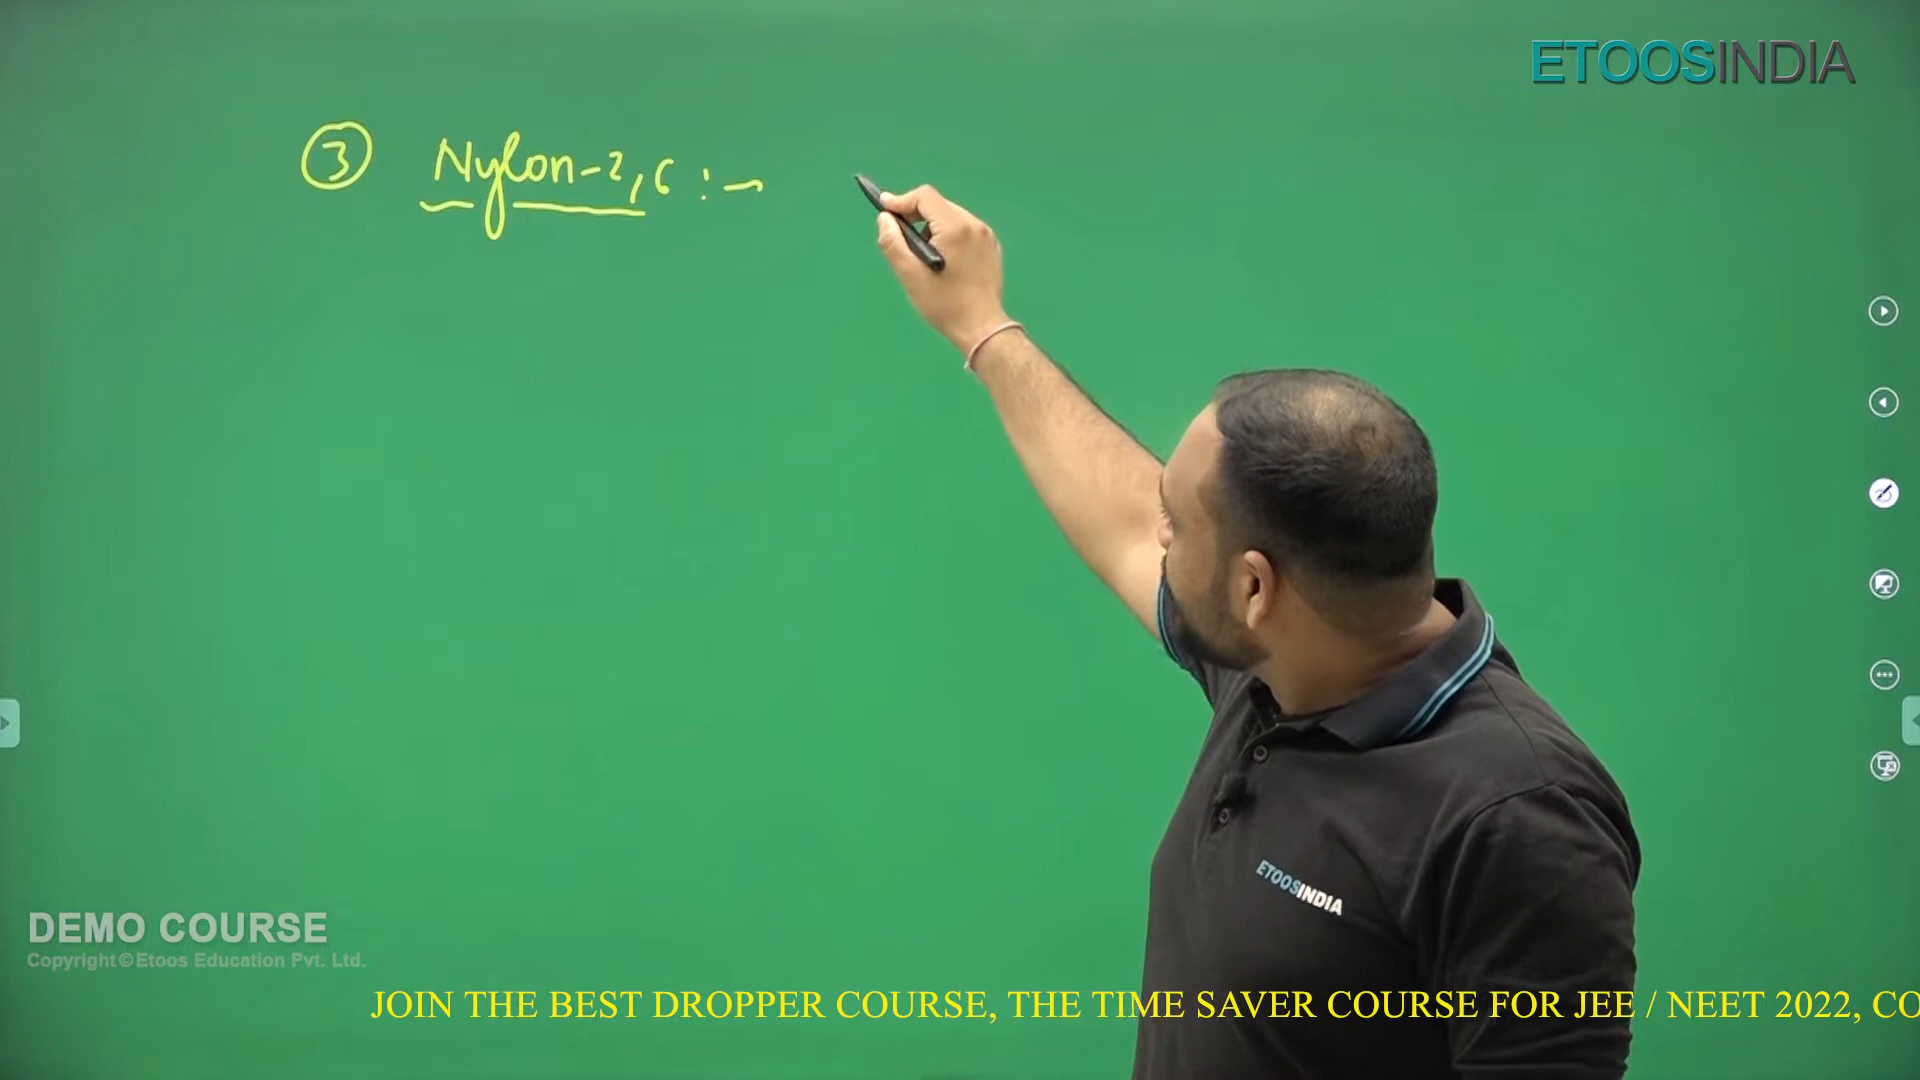 ETOOSINDIA
③ Nylon-2,6 :-
ETOOSINDIA
DEMO COURSE
Copyright © Etoos Education Pvt. Ltd.
JOIN THE BEST DROPPER COURSE, THE TIME SAVER COURSE FOR JEE / NEET 2022, CO